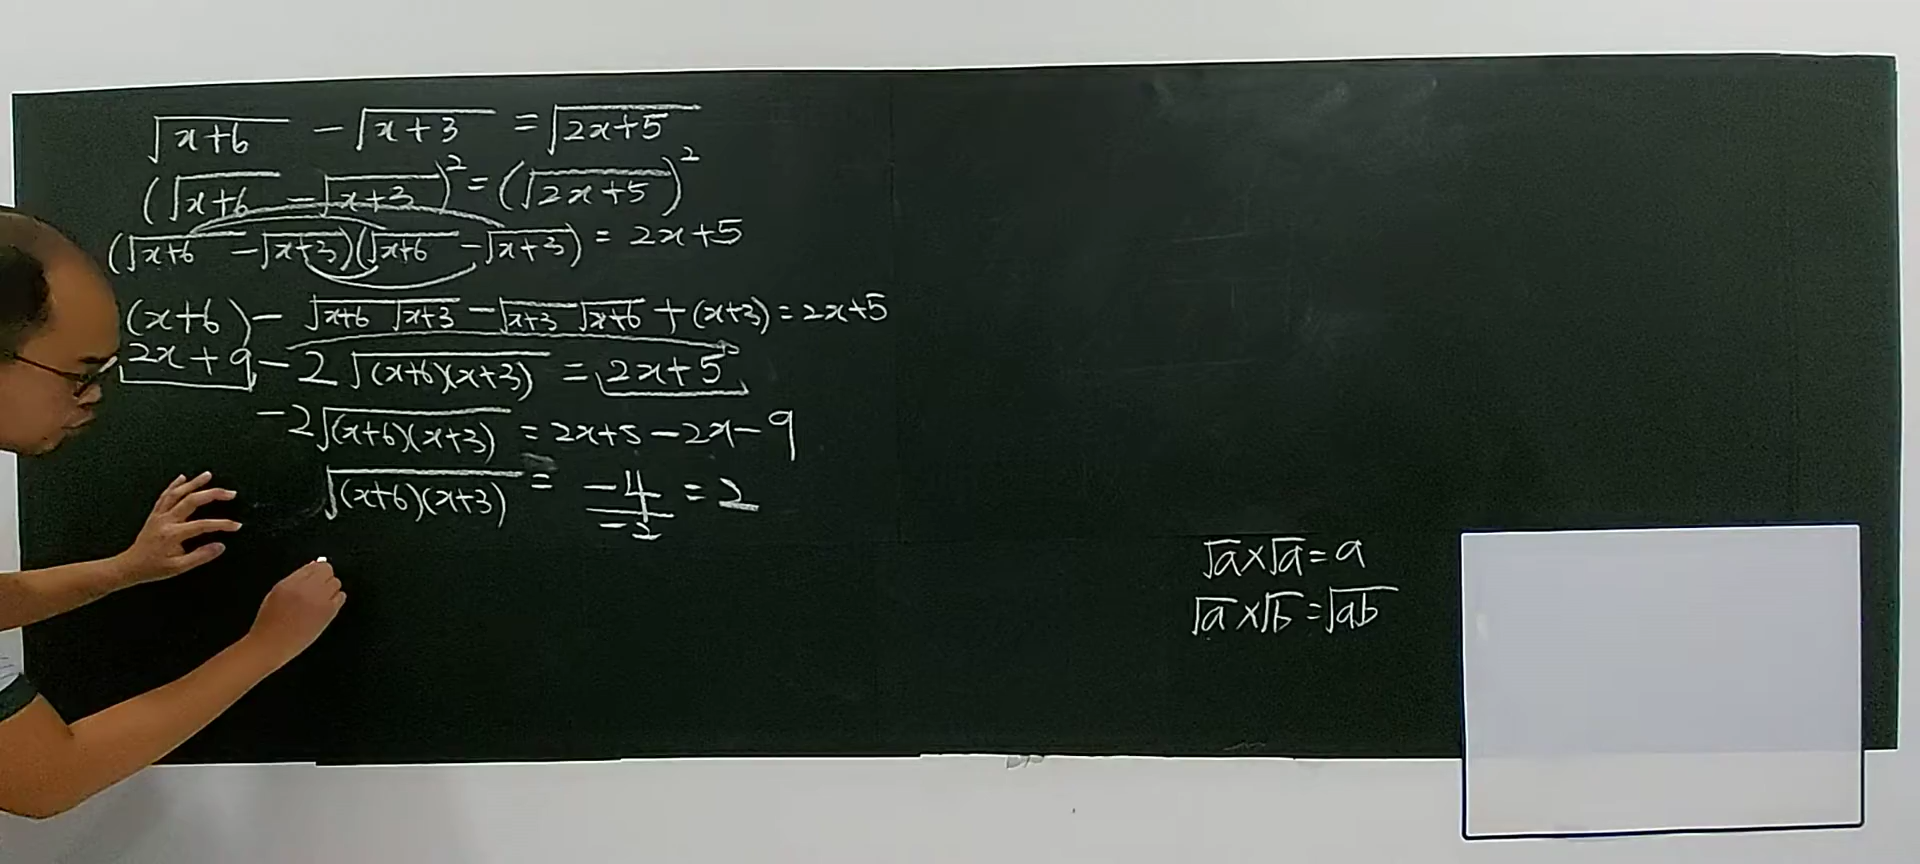 √(x+6) - √(x+3) = √(2x+5)
(√(x+6) - √(x+3))² = (√(2x+5))²
(√(x+6) - √(x+3))(√(x+6) - √(x+3)) = 2x+5
(x+6) - √(x+6) √(x+3) - √(x+3) √(x+6) + (x+3) = 2x+5
2x+9 - 2√((x+6)(x+3)) = 2x+5
-2√((x+6)(x+3)) = 2x+5-2x-9
√((x+6)(x+3)) = -4/-2 = 2
√a × √a = a
√a × √b = √ab